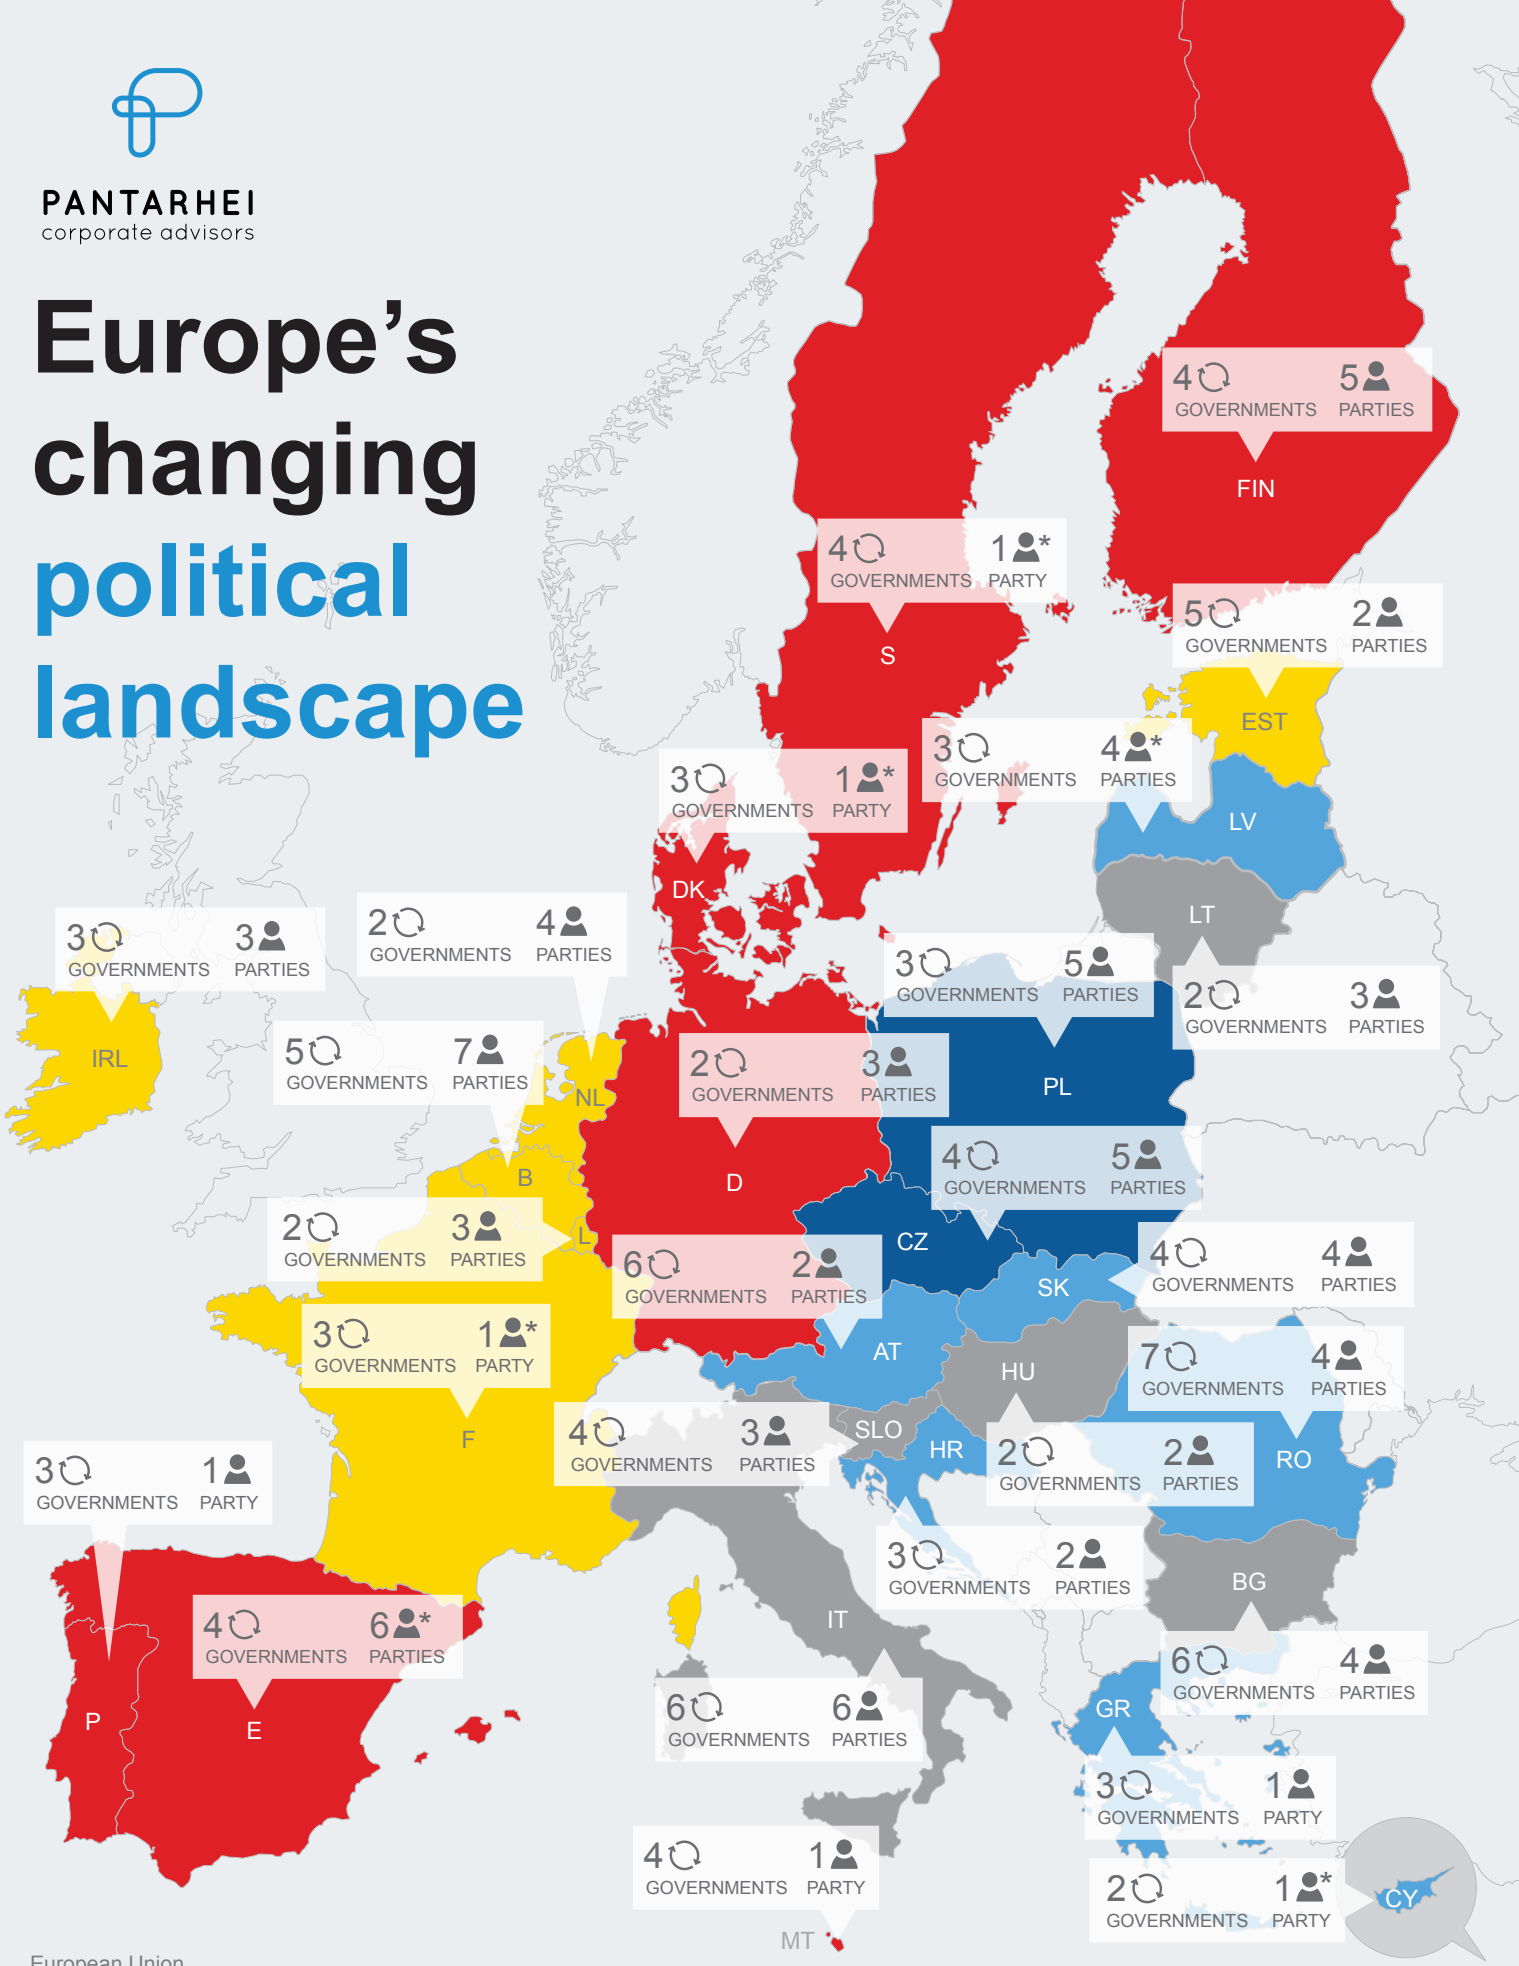 PANTARHEI
corporate advisors
Europe's
changing
political
landscape
4 5
GOVERNMENTS PARTIES
FIN
4 1*
GOVERNMENTS PARTY
S
5 2
GOVERNMENTS PARTIES
EST
3 4*
GOVERNMENTS PARTIES
LV
3 1*
GOVERNMENTS PARTY
DK
LT
2 3
GOVERNMENTS PARTIES
3 3
GOVERNMENTS PARTIES
IRL
2 4
GOVERNMENTS PARTIES
NL
3 5
GOVERNMENTS PARTIES
PL
5 7
GOVERNMENTS PARTIES
B
2 3
GOVERNMENTS PARTIES
D
4 5
GOVERNMENTS PARTIES
CZ
2 3
GOVERNMENTS PARTIES
L
6 2
GOVERNMENTS PARTIES
AT
4 4
GOVERNMENTS PARTIES
SK
3 1*
GOVERNMENTS PARTY
F
HU
7 4
GOVERNMENTS PARTIES
RO
4 3
GOVERNMENTS PARTIES
SLO
HR
2 2
GOVERNMENTS PARTIES
3 1
GOVERNMENTS PARTY
P
3 2
GOVERNMENTS PARTIES
BG
4 6*
GOVERNMENTS PARTIES
E
IT
6 4
GOVERNMENTS PARTIES
6 6
GOVERNMENTS PARTIES
GR
3 1
GOVERNMENTS PARTY
4 1
GOVERNMENTS PARTY
MT
2 1*
GOVERNMENTS PARTY
CY
European Union